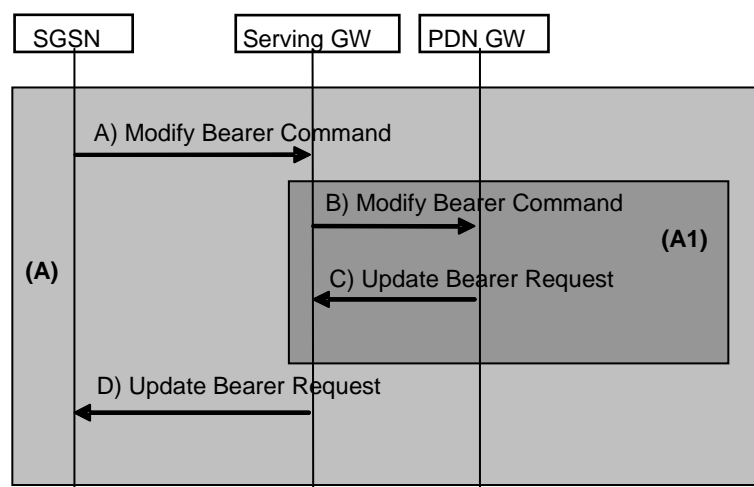 SGSN
Serving GW
PDN GW
A) Modify Bearer Command
B) Modify Bearer Command
(A1)
(A)
C) Update Bearer Request
D) Update Bearer Request